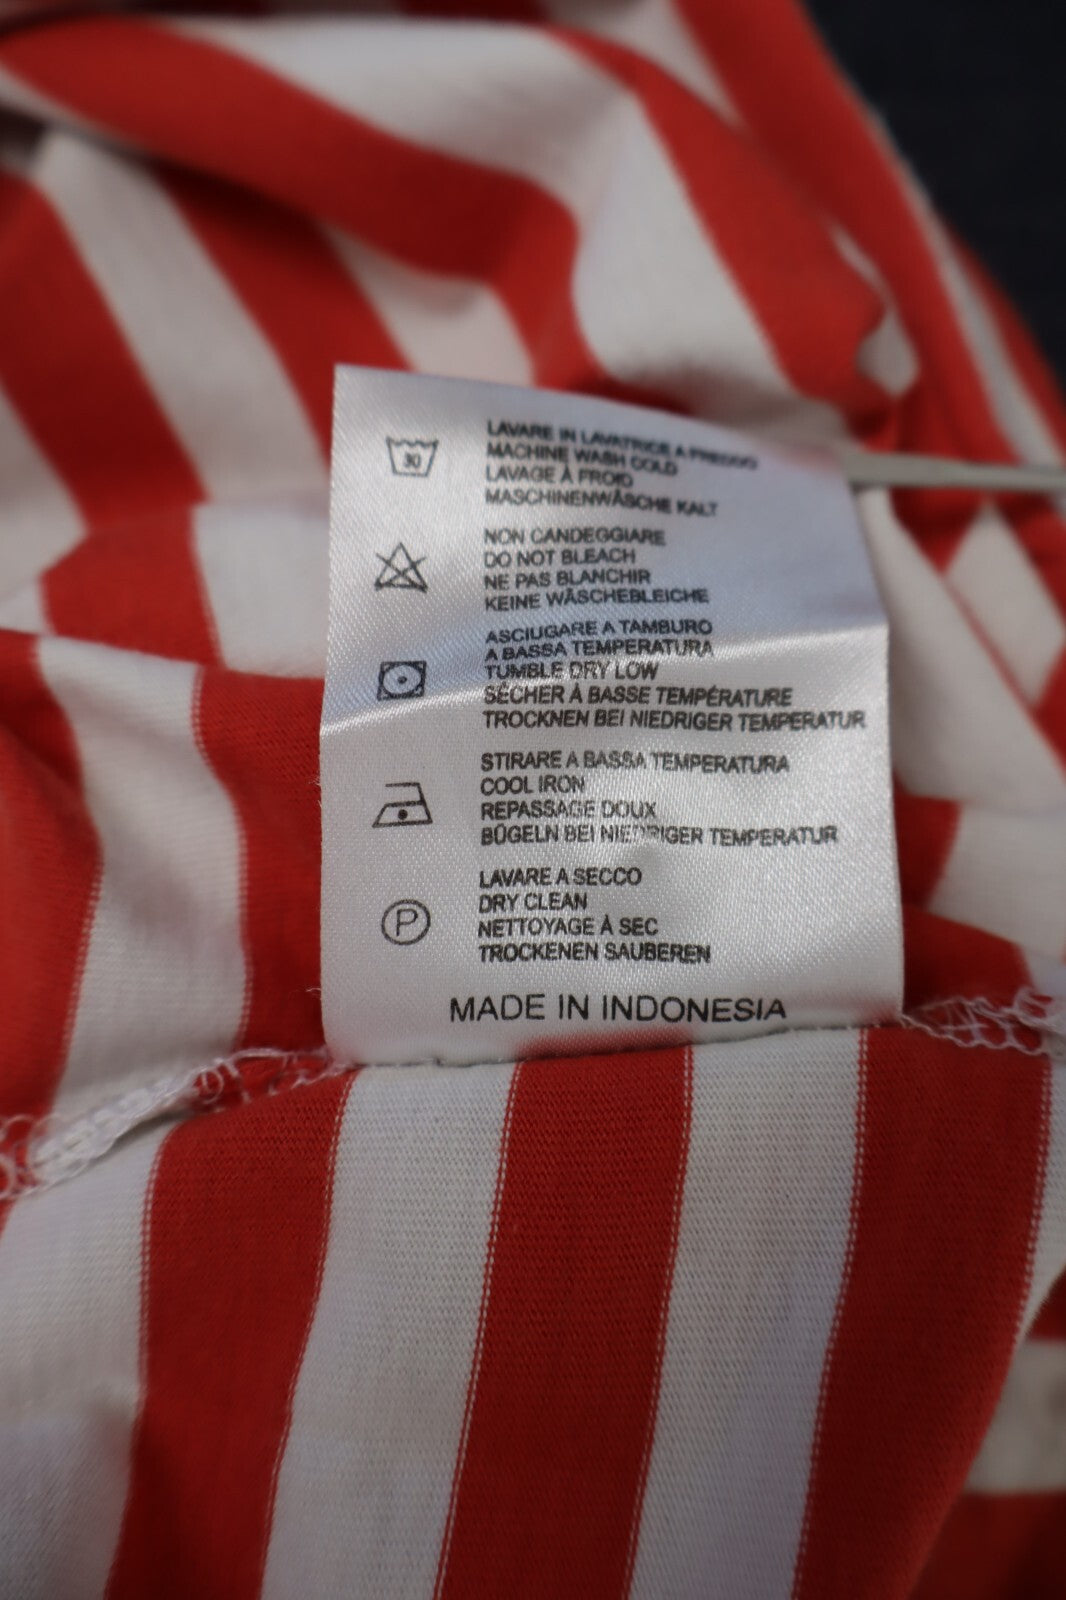 30
LAVARE IN LAVATRICE A FREDDO
MACHINE WASH COLD
LAVAGE À FROID
MASCHINENWÄSCHE KALT
NON CANDEGGIARE
DO NOT BLEACH
NE PAS BLANCHIR
KEINE WÄSCHEBLEICHE
ASCIUGARE A TAMBURO
A BASSA TEMPERATURA
TUMBLE DRY LOW
SÉCHER À BASSE TEMPÉRATURE
TROCKNEN BEI NIEDRIGER TEMPERATUR
STIRARE A BASSA TEMPERATURA
COOL IRON
REPASSAGE DOUX
BÜGELN BEI NIEDRIGER TEMPERATUR
P
LAVARE A SECCO
DRY CLEAN
NETTOYAGE À SEC
TROCKENEN SAUBEREN
MADE IN INDONESIA